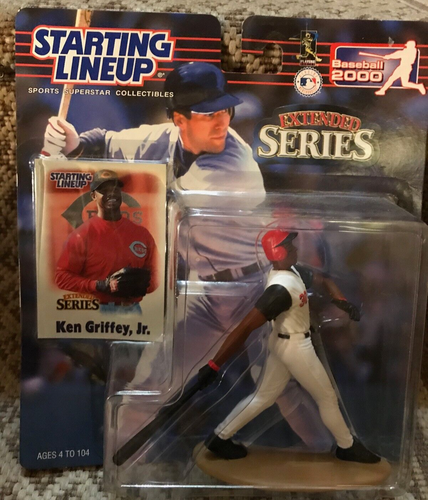 STARTING
LINEUP®
SPORTS SUPERSTAR COLLECTIBLES
Baseball
2000
EXTENDED
SERIES
STARTING
LINEUP
REDS
EXTENDED
SERIES
Ken Griffey, Jr.
AGES 4 TO 104